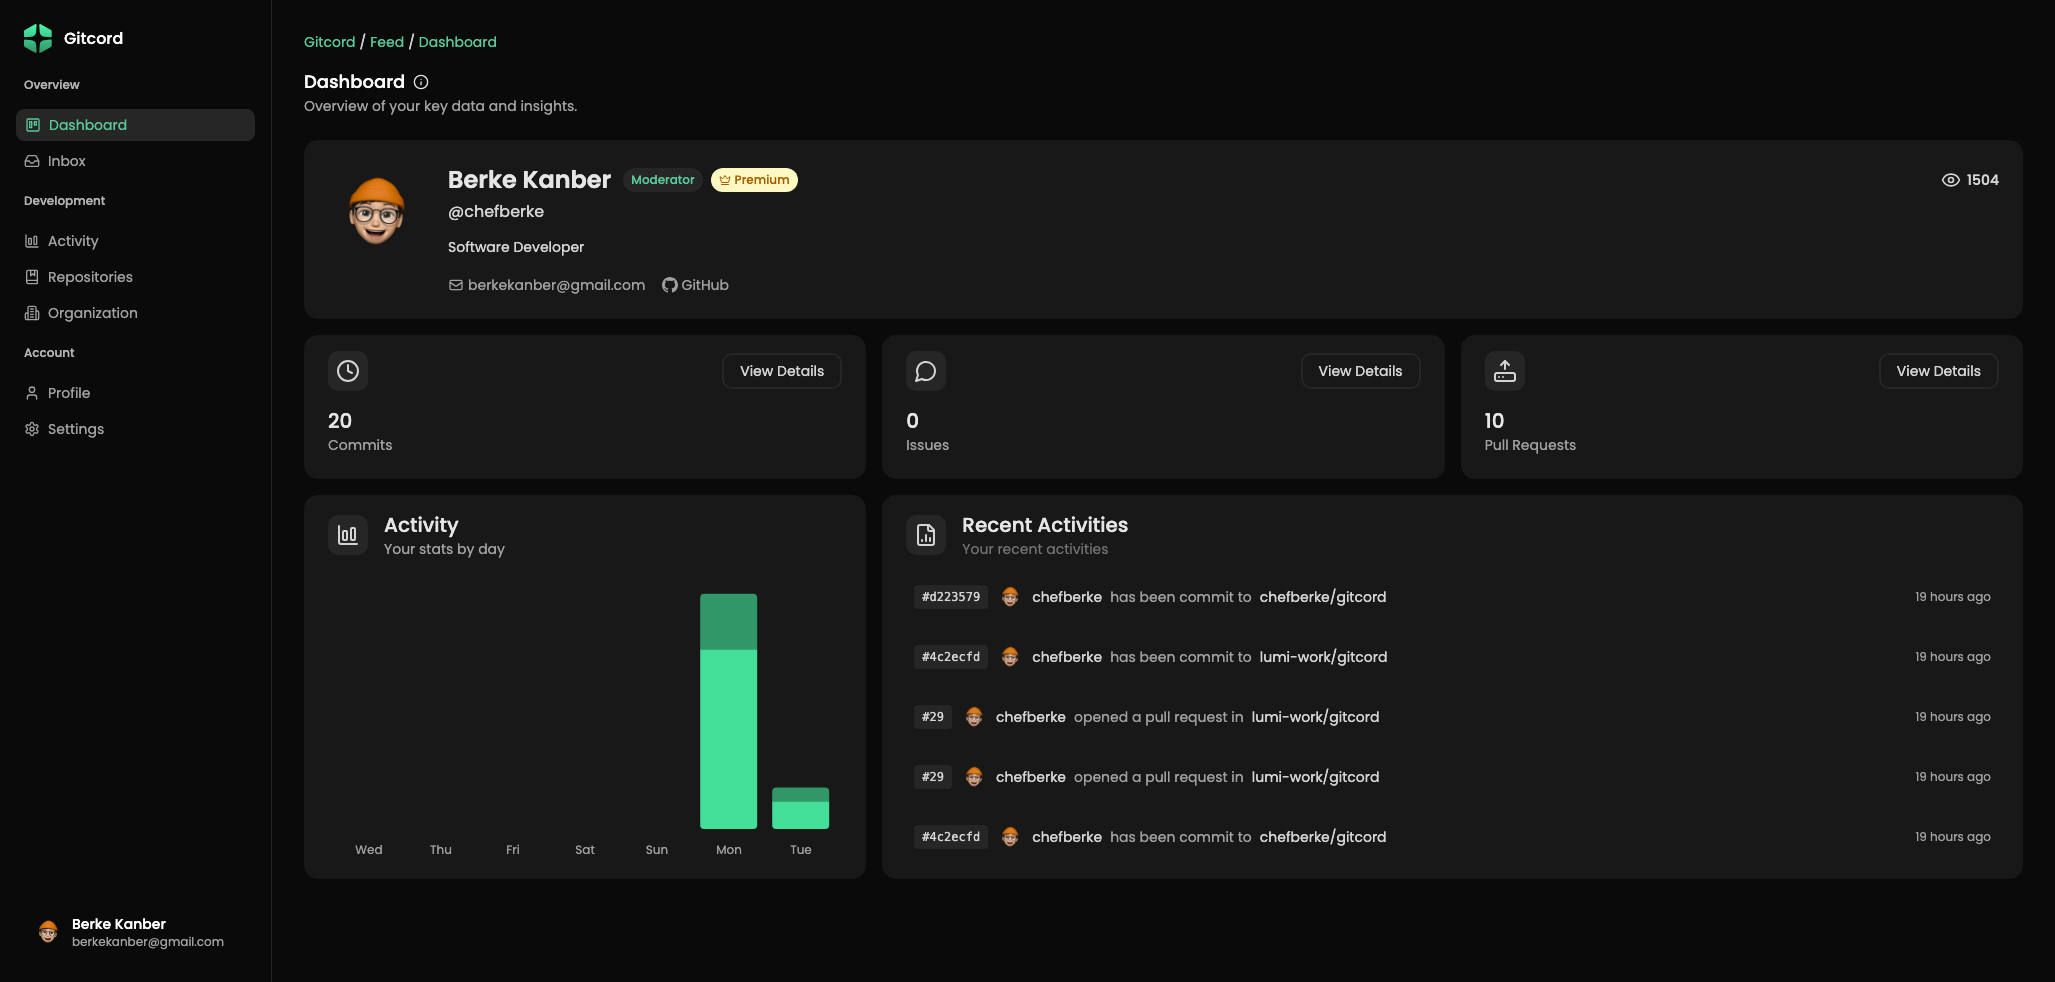 Gitcord
Overview
Dashboard
Inbox
Development
Activity
Repositories
Organization
Account
Profile
Settings
Berke Kanber
berkekanber@gmail.com
Gitcord / Feed / Dashboard
Dashboard
Overview of your key data and insights.
Berke Kanber Moderator Premium
1504
@chefberke
Software Developer
berkekanber@gmail.com GitHub
View Details
20
Commits
View Details
0
Issues
View Details
10
Pull Requests
Activity
Your stats by day
Wed Thu Fri Sat Sun Mon Tue
Recent Activities
Your recent activities
#d223579 chefberke has been commit to chefberke/gitcord 19 hours ago
#4c2ecfd chefberke has been commit to lumi-work/gitcord 19 hours ago
#29 chefberke opened a pull request in lumi-work/gitcord 19 hours ago
#29 chefberke opened a pull request in lumi-work/gitcord 19 hours ago
#4c2ecfd chefberke has been commit to chefberke/gitcord 19 hours ago